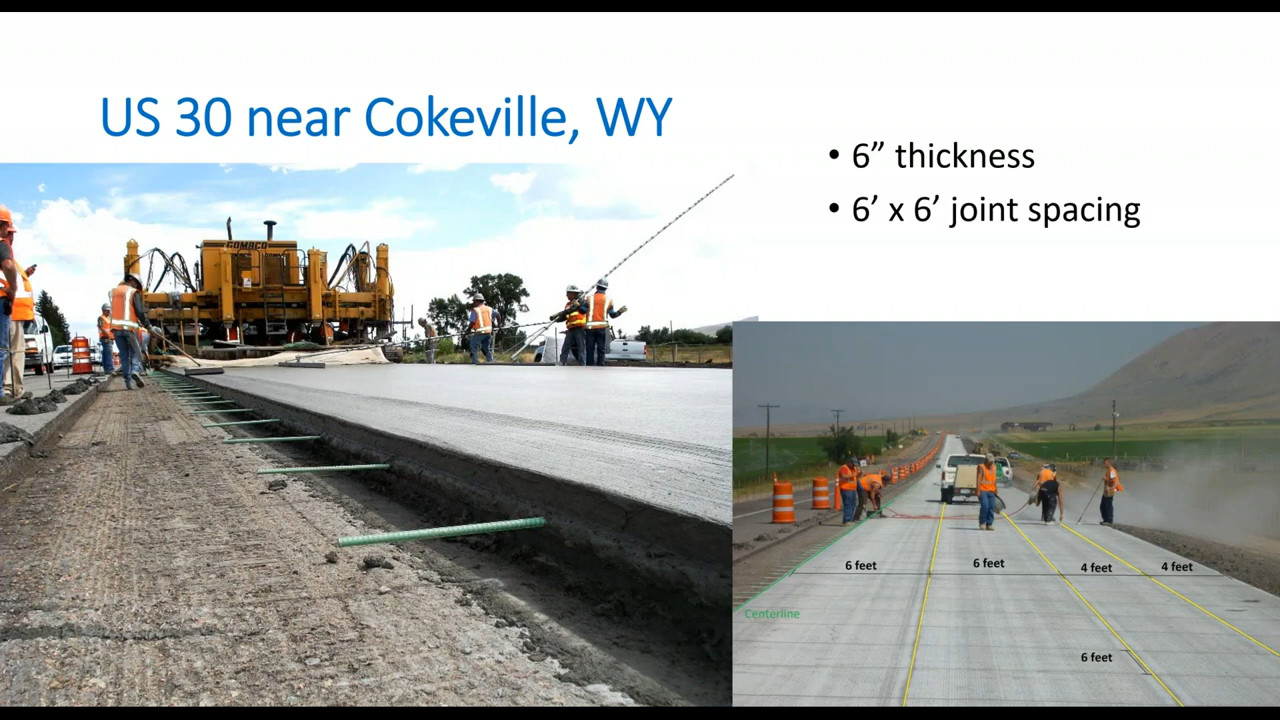 US 30 near Cokeville, WY
• 6” thickness
• 6’ x 6’ joint spacing
GOMACO
6 feet
6 feet
4 feet
4 feet
Centerline
6 feet